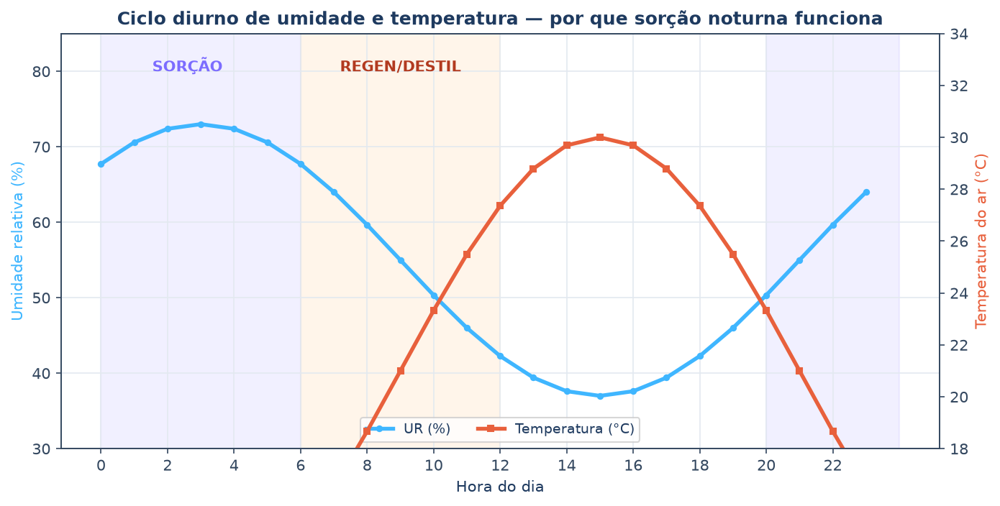 Ciclo diurno de umidade e temperatura — por que sorção noturna funciona
SORÇÃO
REGEN/DESTIL
Umidade relativa (%)
80
70
60
50
40
30
34
32
30
28
26
24
22
20
18
Temperatura do ar (°C)
UR (%)
Temperatura (°C)
0 2 4 6 8 10 12 14 16 18 20 22
Hora do dia